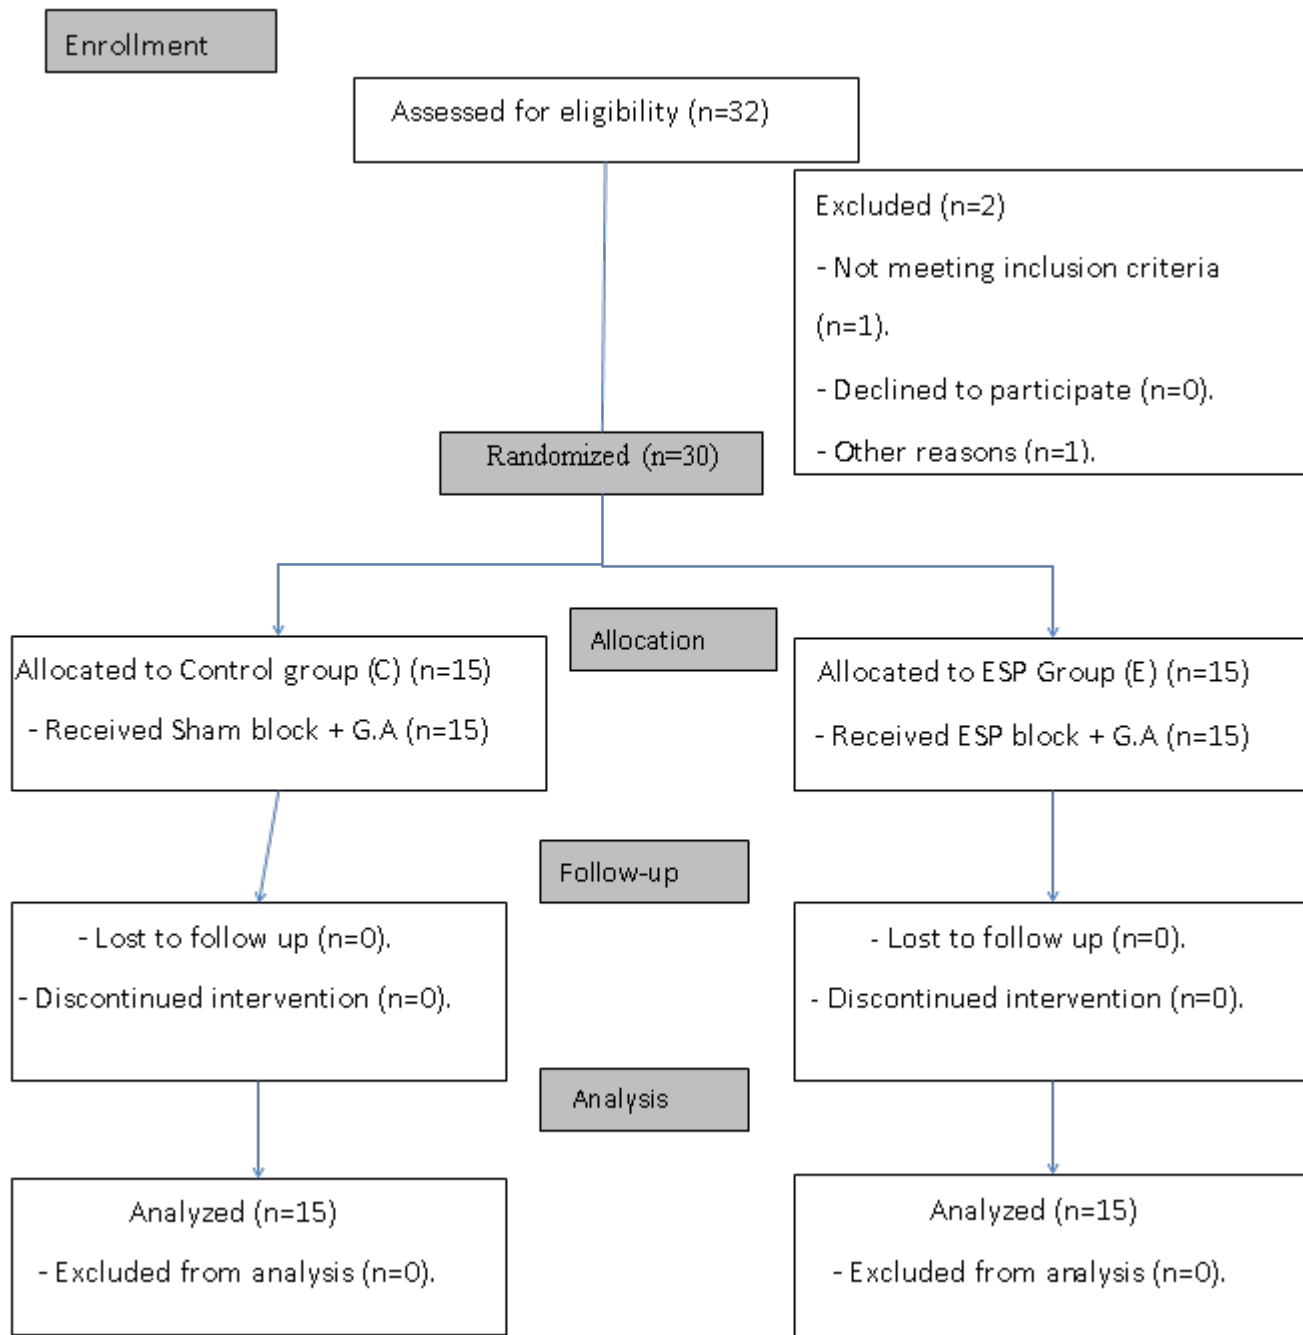 Enrollment
Assessed for eligibility (n=32)
Excluded (n=2)
- Not meeting inclusion criteria
(n=1).
- Declined to participate (n=0).
- Other reasons (n=1).
Randomized (n=30)
Allocation
Allocated to Control group (C) (n=15)
- Received Sham block + G.A (n=15)
Allocated to ESP Group (E) (n=15)
- Received ESP block + G.A (n=15)
Follow-up
- Lost to follow up (n=0).
- Discontinued intervention (n=0).
- Lost to follow up (n=0).
- Discontinued intervention (n=0).
Analysis
Analyzed (n=15)
- Excluded from analysis (n=0).
Analyzed (n=15)
- Excluded from analysis (n=0).